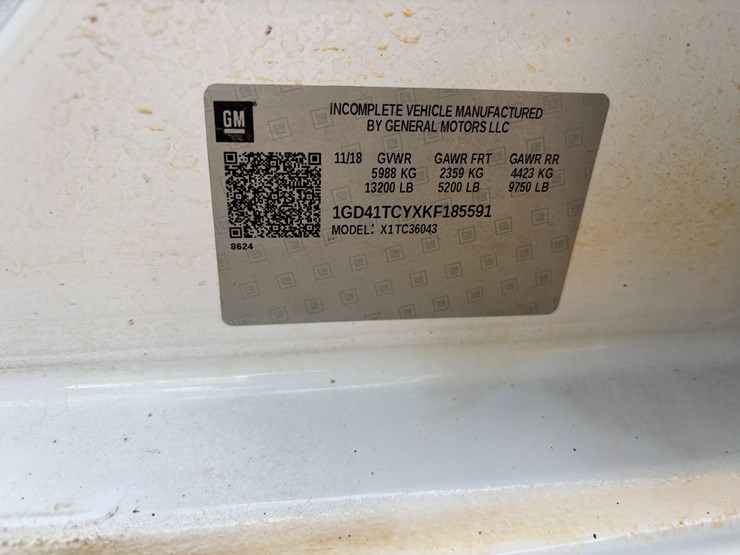 GM
INCOMPLETE VEHICLE MANUFACTURED
BY GENERAL MOTORS LLC
11/18 GVWR GAWR FRT GAWR RR
5988 KG 2359 KG 4423 KG
13200 LB 5200 LB 9750 LB
1GD41TCYXKF185591
MODEL: X1TC36043
8624